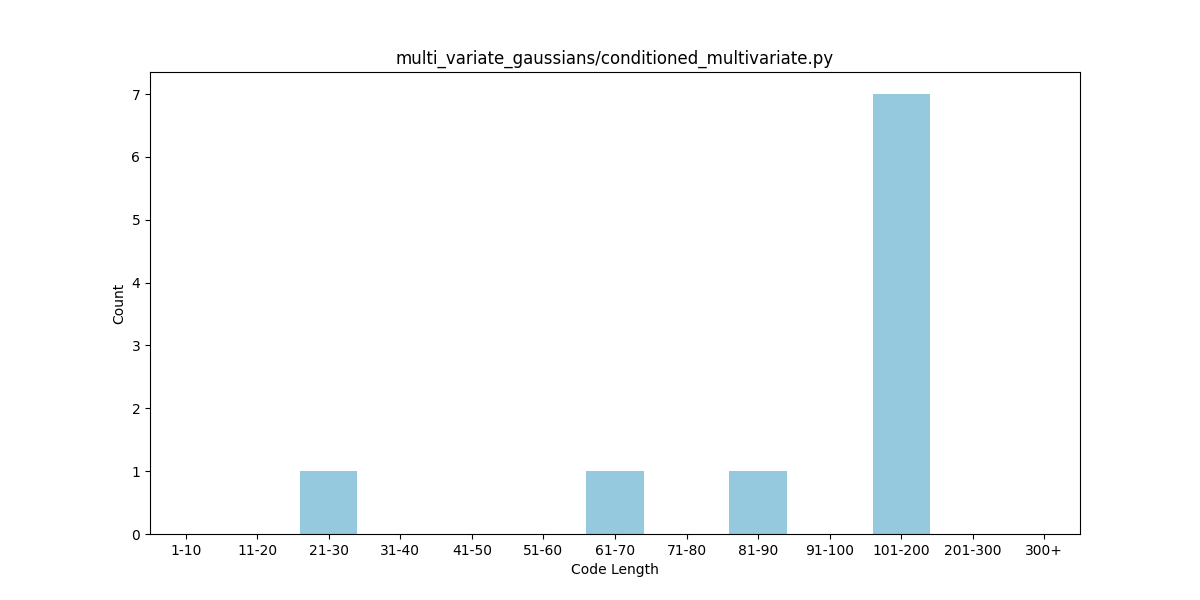 multi_variate_gaussians/conditioned_multivariate.py
7
6
5
4
3
2
1
0
Count
1-10 11-20 21-30 31-40 41-50 51-60 61-70 71-80 81-90 91-100 101-200 201-300 300+
Code Length